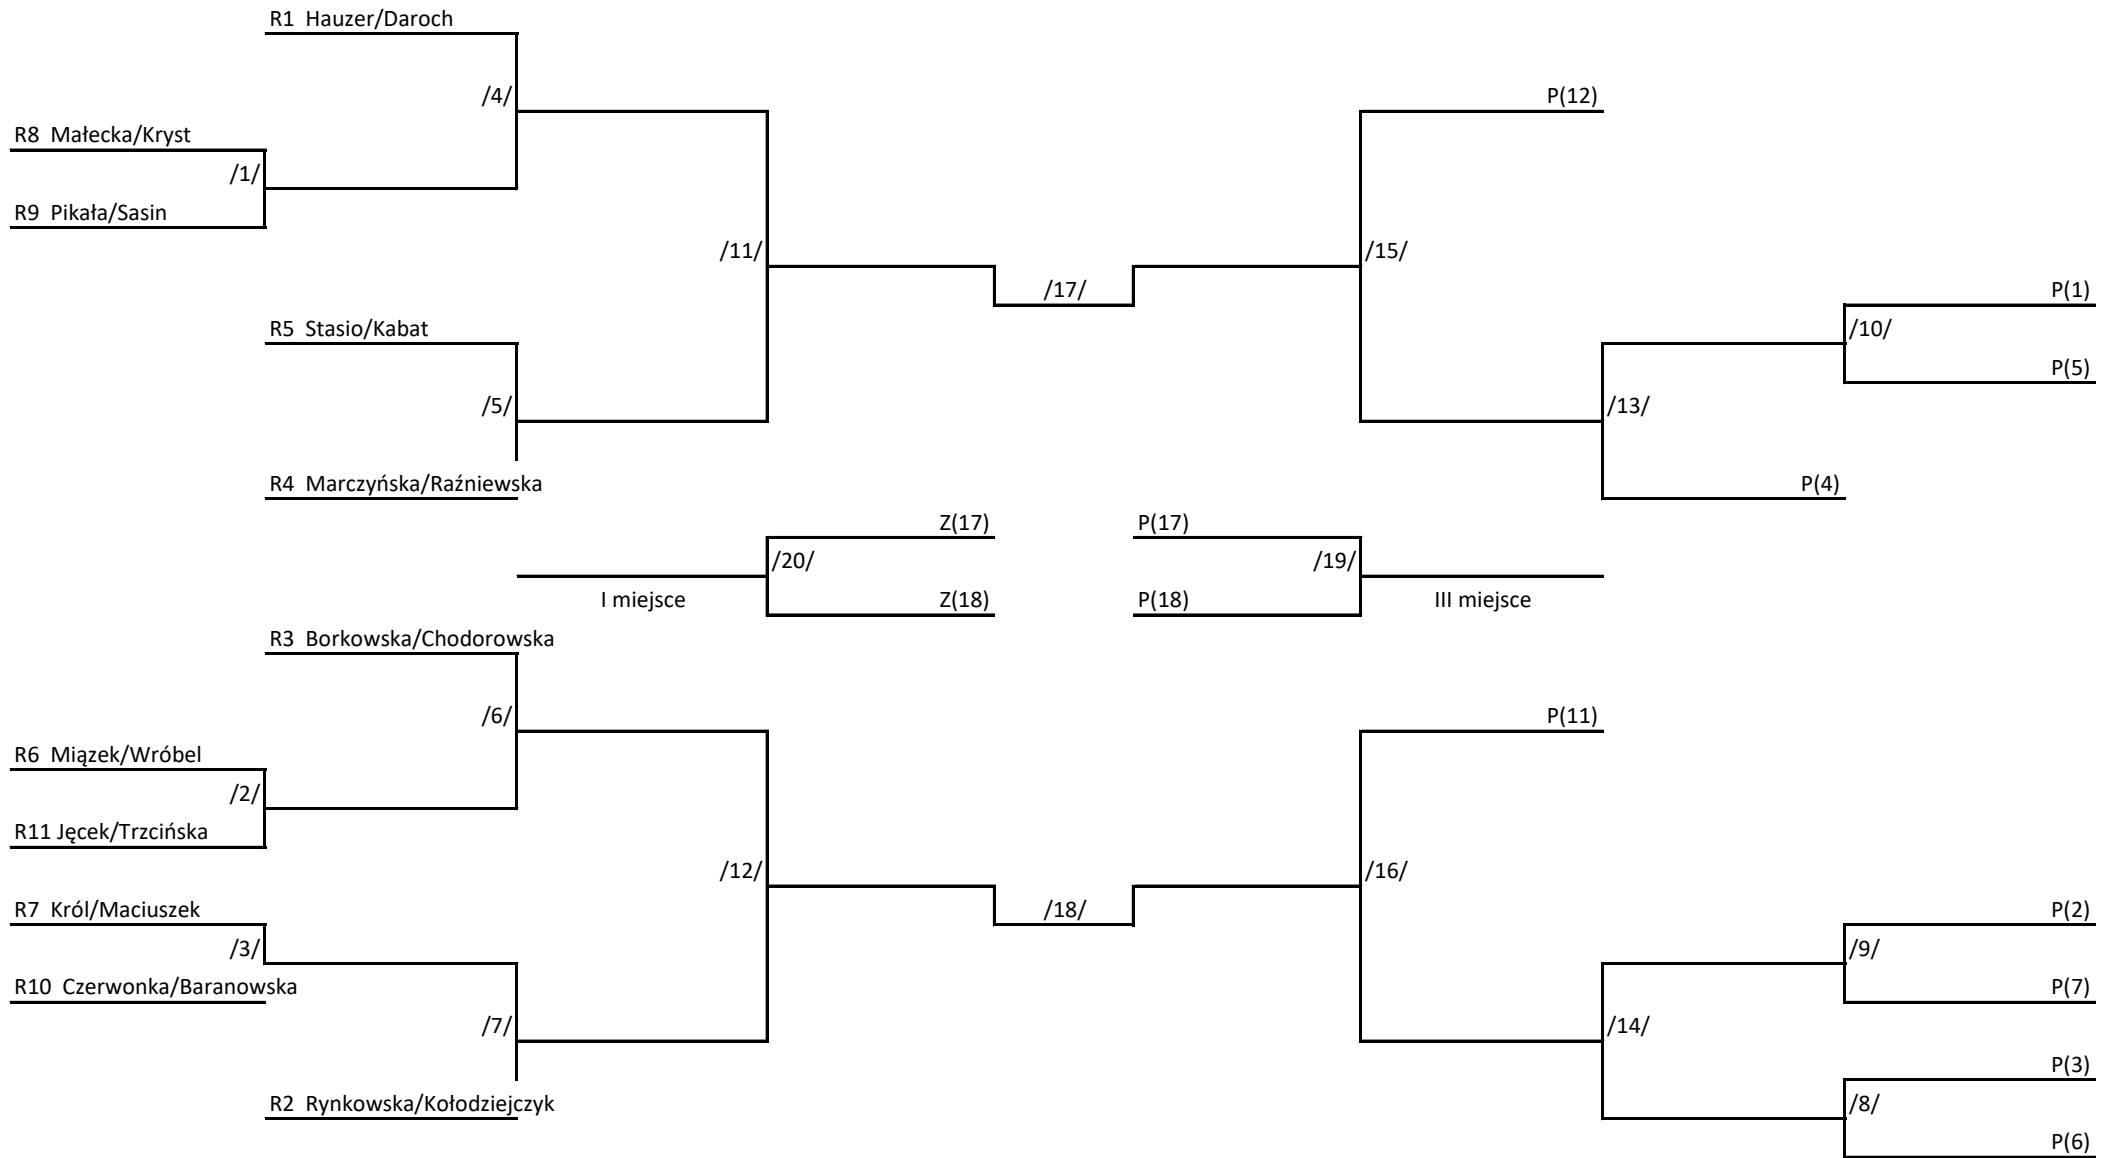 R1 Hauzer/Daroch
/4/
P(12)
R8 Małecka/Kryst
/1/
R9 Pikała/Sasin
/11/
/15/
/17/
P(1)
R5 Stasio/Kabat
/10/
P(5)
/5/
/13/
R4 Marczyńska/Raźniewska
P(4)
Z(17)
P(17)
/20/
/19/
I miejsce
Z(18)
P(18)
III miejsce
R3 Borkowska/Chodorowska
/6/
P(11)
R6 Miązek/Wróbel
/2/
R11 Jęcek/Trzcińska
/12/
/16/
R7 Król/Maciuszek
/18/
P(2)
/3/
/9/
R10 Czerwonka/Baranowska
P(7)
/7/
/14/
P(3)
R2 Rynkowska/Kołodziejczyk
/8/
P(6)